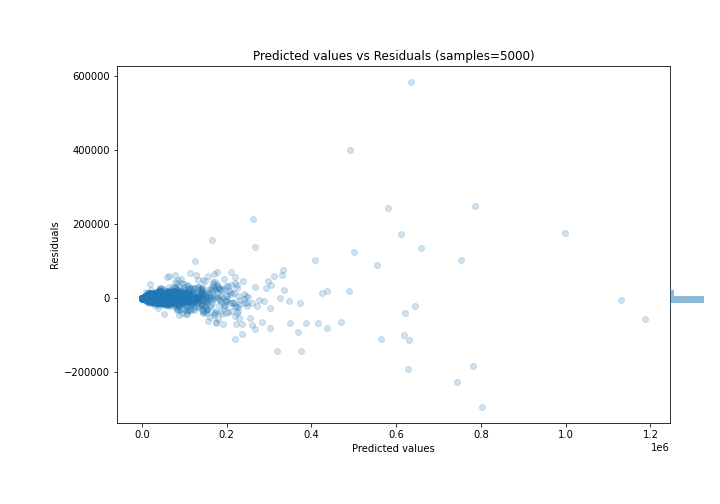 Predicted values vs Residuals (samples=5000)
600000
400000
200000
0
−200000
Residuals
0.0 0.2 0.4 0.6 0.8 1.0 1.2
1e6
Predicted values